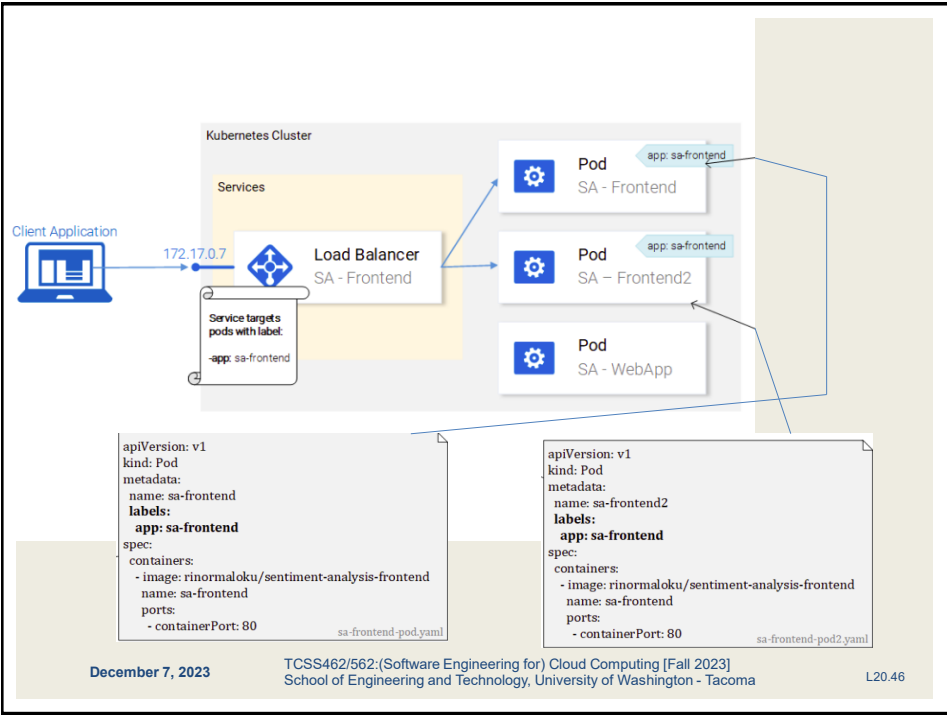 Kubernetes Cluster
Services
Client Application
172.17.0.7
Load Balancer
SA - Frontend
Service targets
pods with label:
-app: sa-frontend
Pod
SA - Frontend
app: sa-frontend
Pod
SA – Frontend2
app: sa-frontend
Pod
SA - WebApp
apiVersion: v1
kind: Pod
metadata:
name: sa-frontend
labels:
app: sa-frontend
spec:
containers:
- image: rinormaloku/sentiment-analysis-frontend
name: sa-frontend
ports:
- containerPort: 80
sa-frontend-pod.yaml
apiVersion: v1
kind: Pod
metadata:
name: sa-frontend2
labels:
app: sa-frontend
spec:
containers:
- image: rinormaloku/sentiment-analysis-frontend
name: sa-frontend
ports:
- containerPort: 80
sa-frontend-pod2.yaml
December 7, 2023
TCSS462/562:(Software Engineering for) Cloud Computing [Fall 2023]
School of Engineering and Technology, University of Washington - Tacoma
L20.46